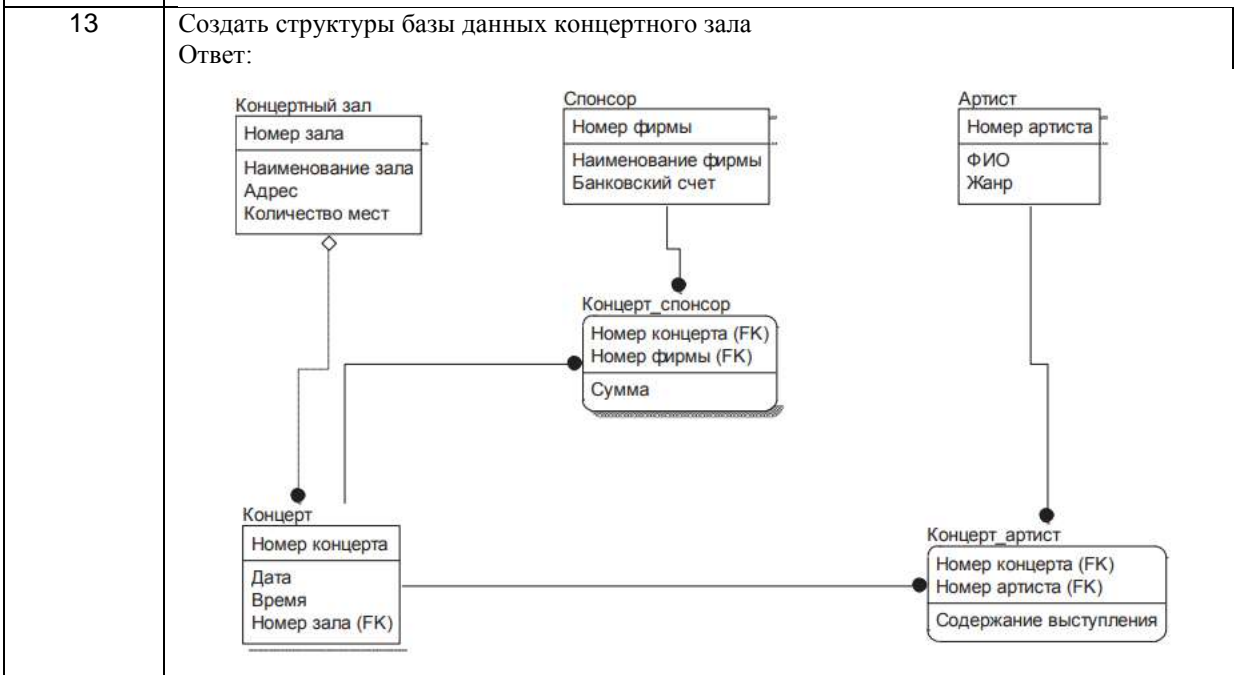 13
Создать структуры базы данных концертного зала
Ответ:
Концертный зал
Номер зала
Наименование зала
Адрес
Количество мест
Спонсор
Номер фирмы
Наименование фирмы
Банковский счет
Артист
Номер артиста
ФИО
Жанр
Концерт_спонсор
Номер концерта (FK)
Номер фирмы (FK)
Сумма
Концерт
Номер концерта
Дата
Время
Номер зала (FK)
Концерт_артист
Номер концерта (FK)
Номер артиста (FK)
Содержание выступления